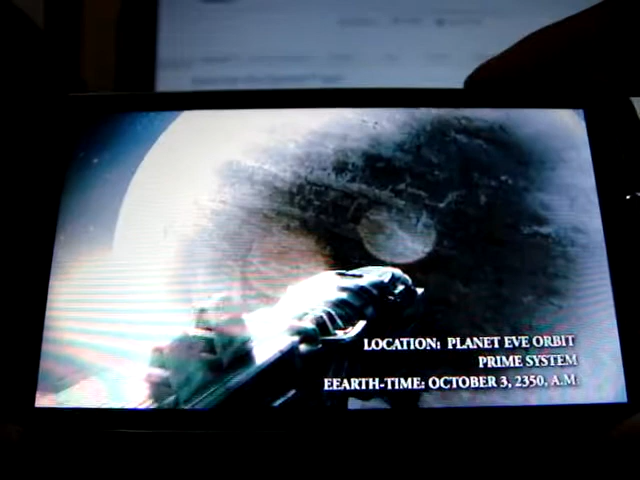 LOCATION: PLANET EVE ORBIT
PRIME SYSTEM
EEARTH-TIME: OCTOBER 3, 2350, A.M